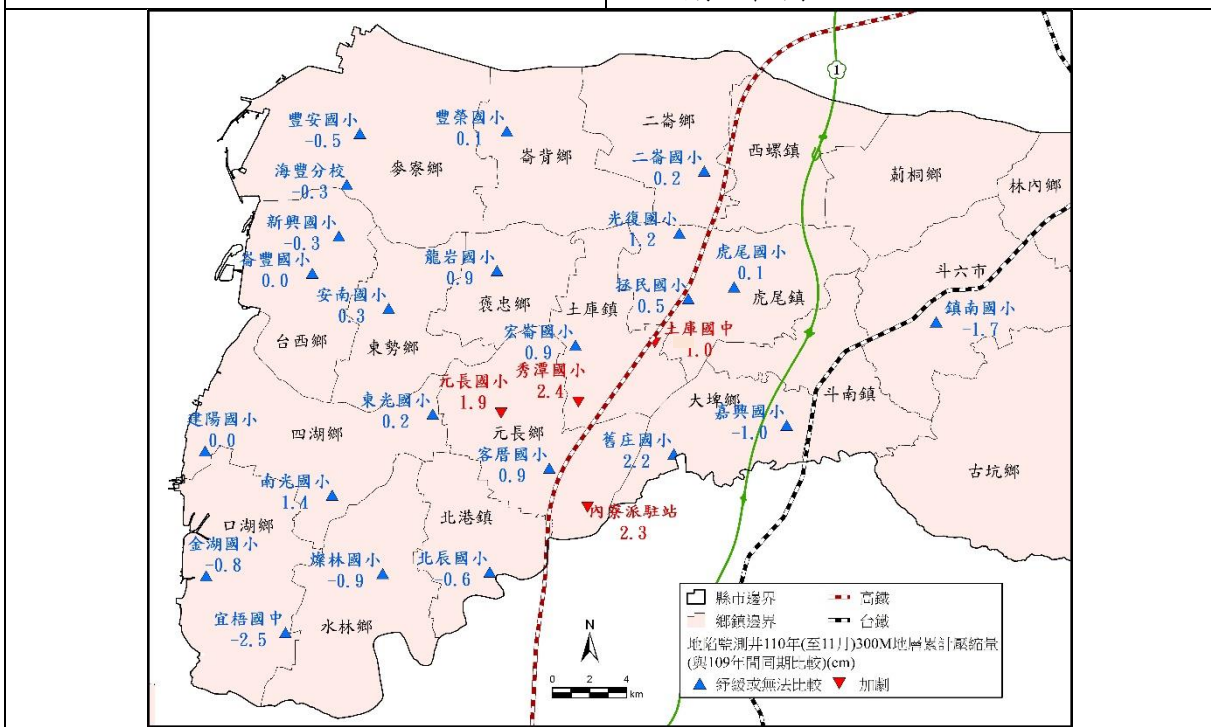 1
豐安國小
-0.5
豐榮國小
0.1
二崙鄉
崙背鄉
二崙國小
0.2
西螺鎮
麥寮鄉
海豐分校
-0.3
莿桐鄉
林內鄉
新興國小
-0.3
光復國小
1.2
崙豐國小
0.0
龍岩國小
0.9
虎尾國小
0.1
斗六市
安南國小
0.3
褒忠鄉
土庫鎮
拯民國小
0.5
虎尾鎮
鎮南國小
-1.7
台西鄉
東勢鄉
宏崙國小
0.9
土庫國中
1.0
秀潭國小
2.4
元長國小
1.9
東光國小
0.2
大埤鄉
斗南鎮
嘉興國小
-1.0
建陽國小
0.0
四湖鄉
元長鄉
舊庄國小
2.2
客厝國小
0.9
古坑鄉
南光國小
1.4
北港鎮
內寮派駐站
2.3
口湖鄉
金湖國小
-0.8
燦林國小
-0.9
北辰國小
-0.6
宜梧國中
-2.5
水林鄉
N
0 2 4
km
縣市邊界 高鐵
鄉鎮邊界 台鐵
地陷監測井110年(至11月)300M地層累計壓縮量
(與109年間同期比較)(cm)
紓緩或無法比較 加劇